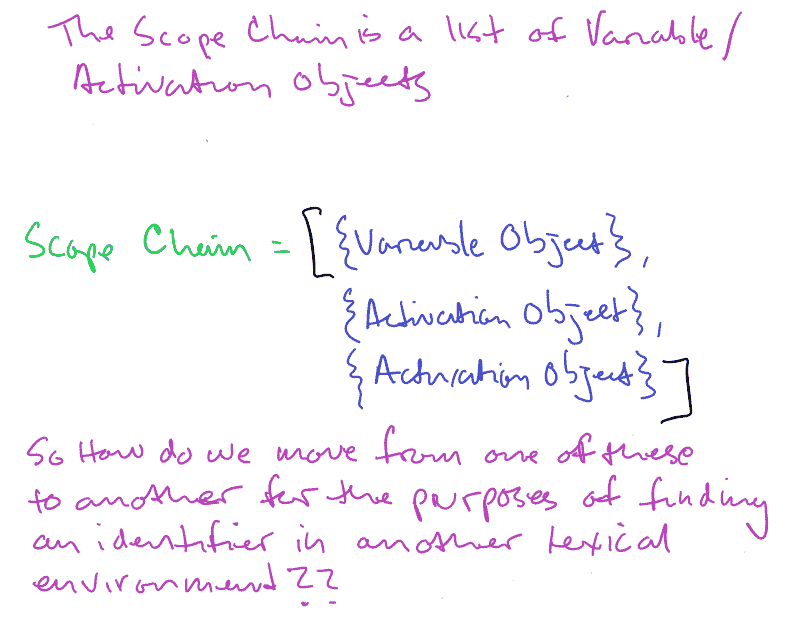 The Scope Chain is a list of Variable/
Activation Objects
Scope Chain = [{Variable Object},
{Activation Object},
{Activation Object}]
So How do we move from one of these
to another for the purposes of finding
an identifier in another Lexical
environment??